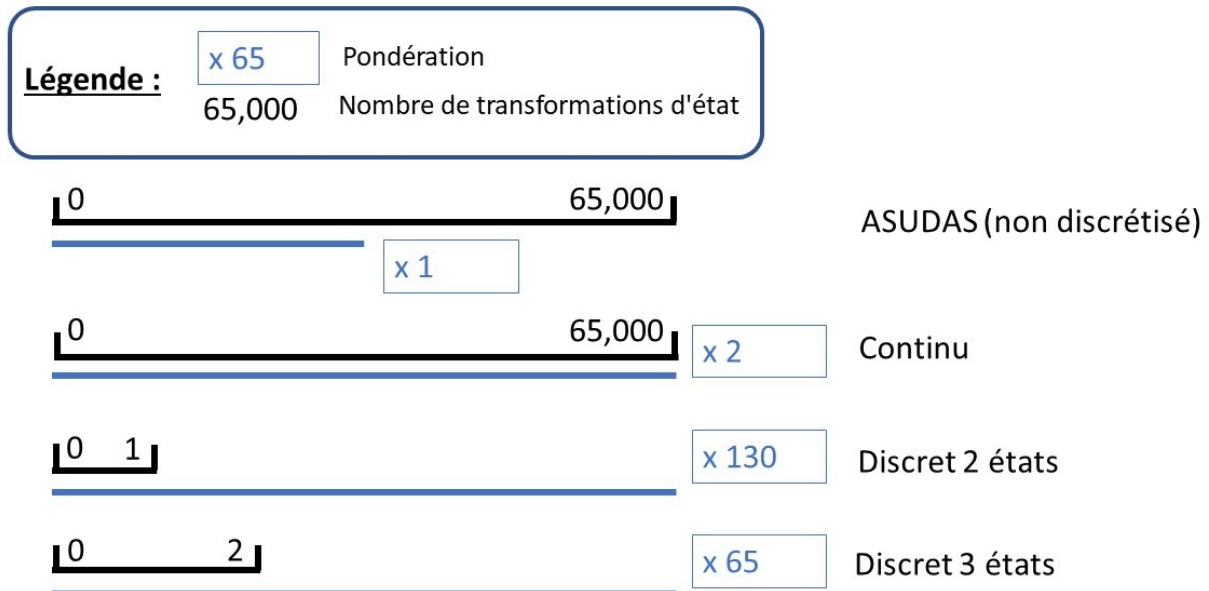 Légende :
x 65 Pondération
65,000 Nombre de transformations d'état
0 65,000
ASUDAS (non discrétisé)
x 1
0 65,000
x 2 Continu
0 1
x 130 Discret 2 états
0 2
x 65 Discret 3 états